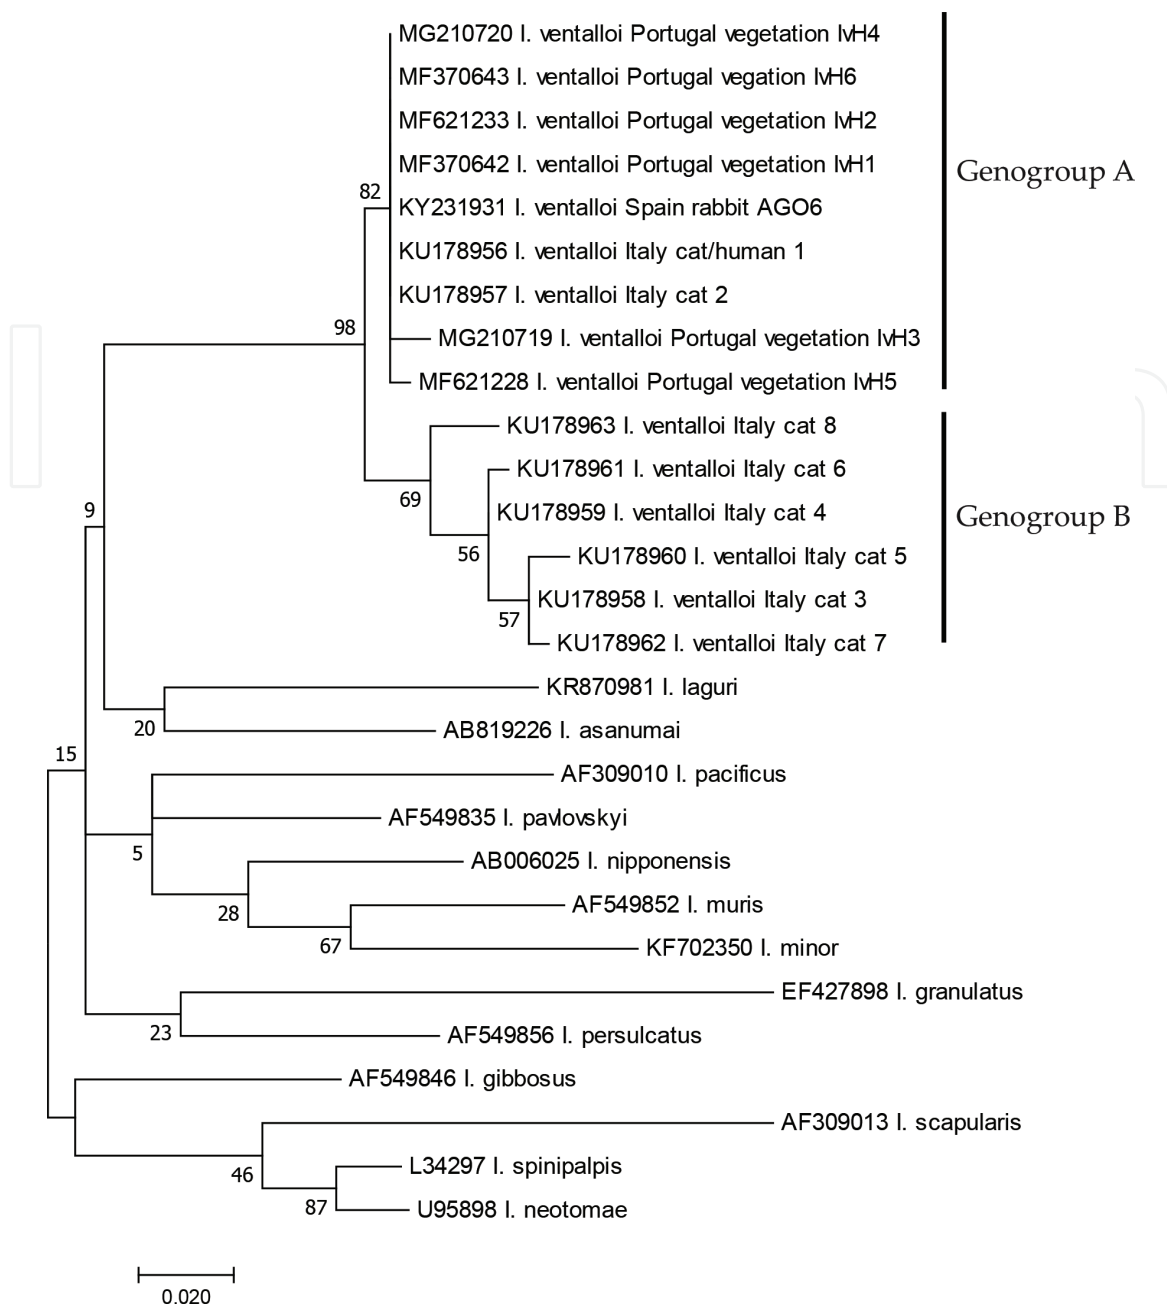 MG210720 I. ventalloi Portugal vegetation IvH4
MF370643 I. ventalloi Portugal vegation IvH6
MF621233 I. ventalloi Portugal vegetation IvH2
MF370642 I. ventalloi Portugal vegetation IvH1
Genogroup A
82
KY231931 I. ventalloi Spain rabbit AGO6
KU178956 I. ventalloi Italy cat/human 1
KU178957 I. ventalloi Italy cat 2
98
MG210719 I. ventalloi Portugal vegetation IvH3
MF621228 I. ventalloi Portugal vegetation IvH5
KU178963 I. ventalloi Italy cat 8
KU178961 I. ventalloi Italy cat 6
69
9
KU178959 I. ventalloi Italy cat 4
Genogroup B
56
KU178960 I. ventalloi Italy cat 5
KU178958 I. ventalloi Italy cat 3
57
KU178962 I. ventalloi Italy cat 7
KR870981 I. laguri
20
AB819226 I. asanumai
15
AF309010 I. pacificus
AF549835 I. pavlovskyi
5
AB006025 I. nipponensis
28
AF549852 I. muris
67
KF702350 I. minor
EF427898 I. granulatus
23
AF549856 I. persulcatus
AF549846 I. gibbosus
AF309013 I. scapularis
46
L34297 I. spinipalpis
87
U95898 I. neotomae
0.020